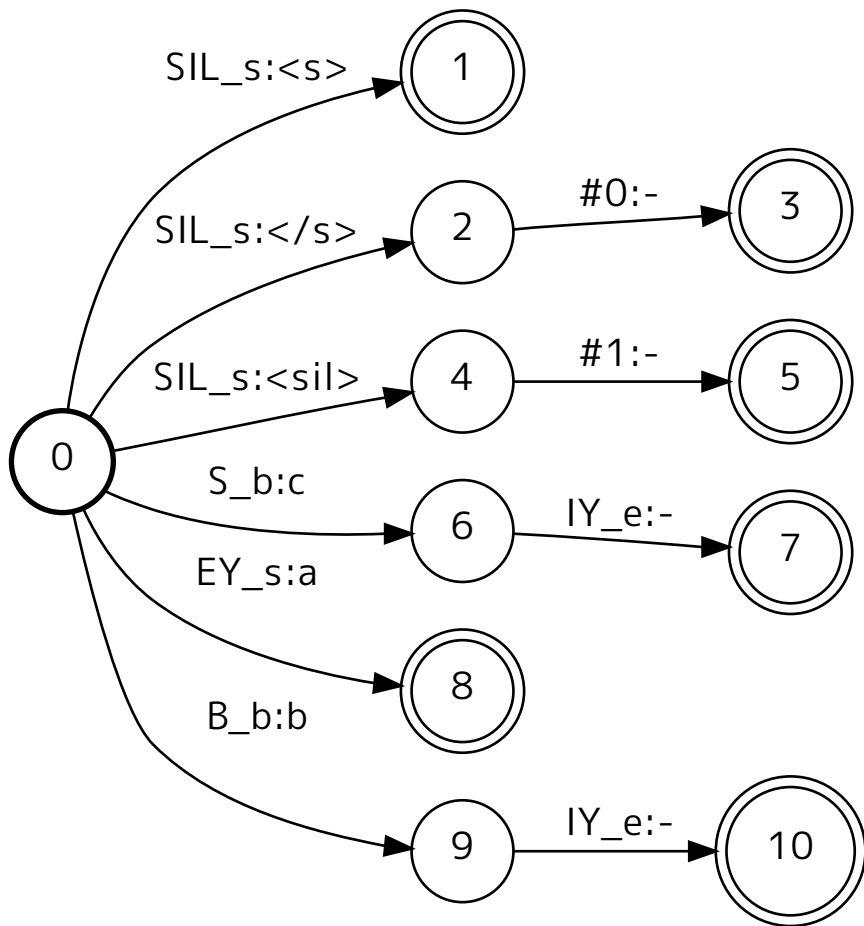 SIL_s:<s>
1
SIL_s:</s>
2
#0:-
3
SIL_s:<sil>
4
#1:-
5
0
S_b:c
6
IY_e:-
7
EY_s:a
8
B_b:b
9
IY_e:-
10